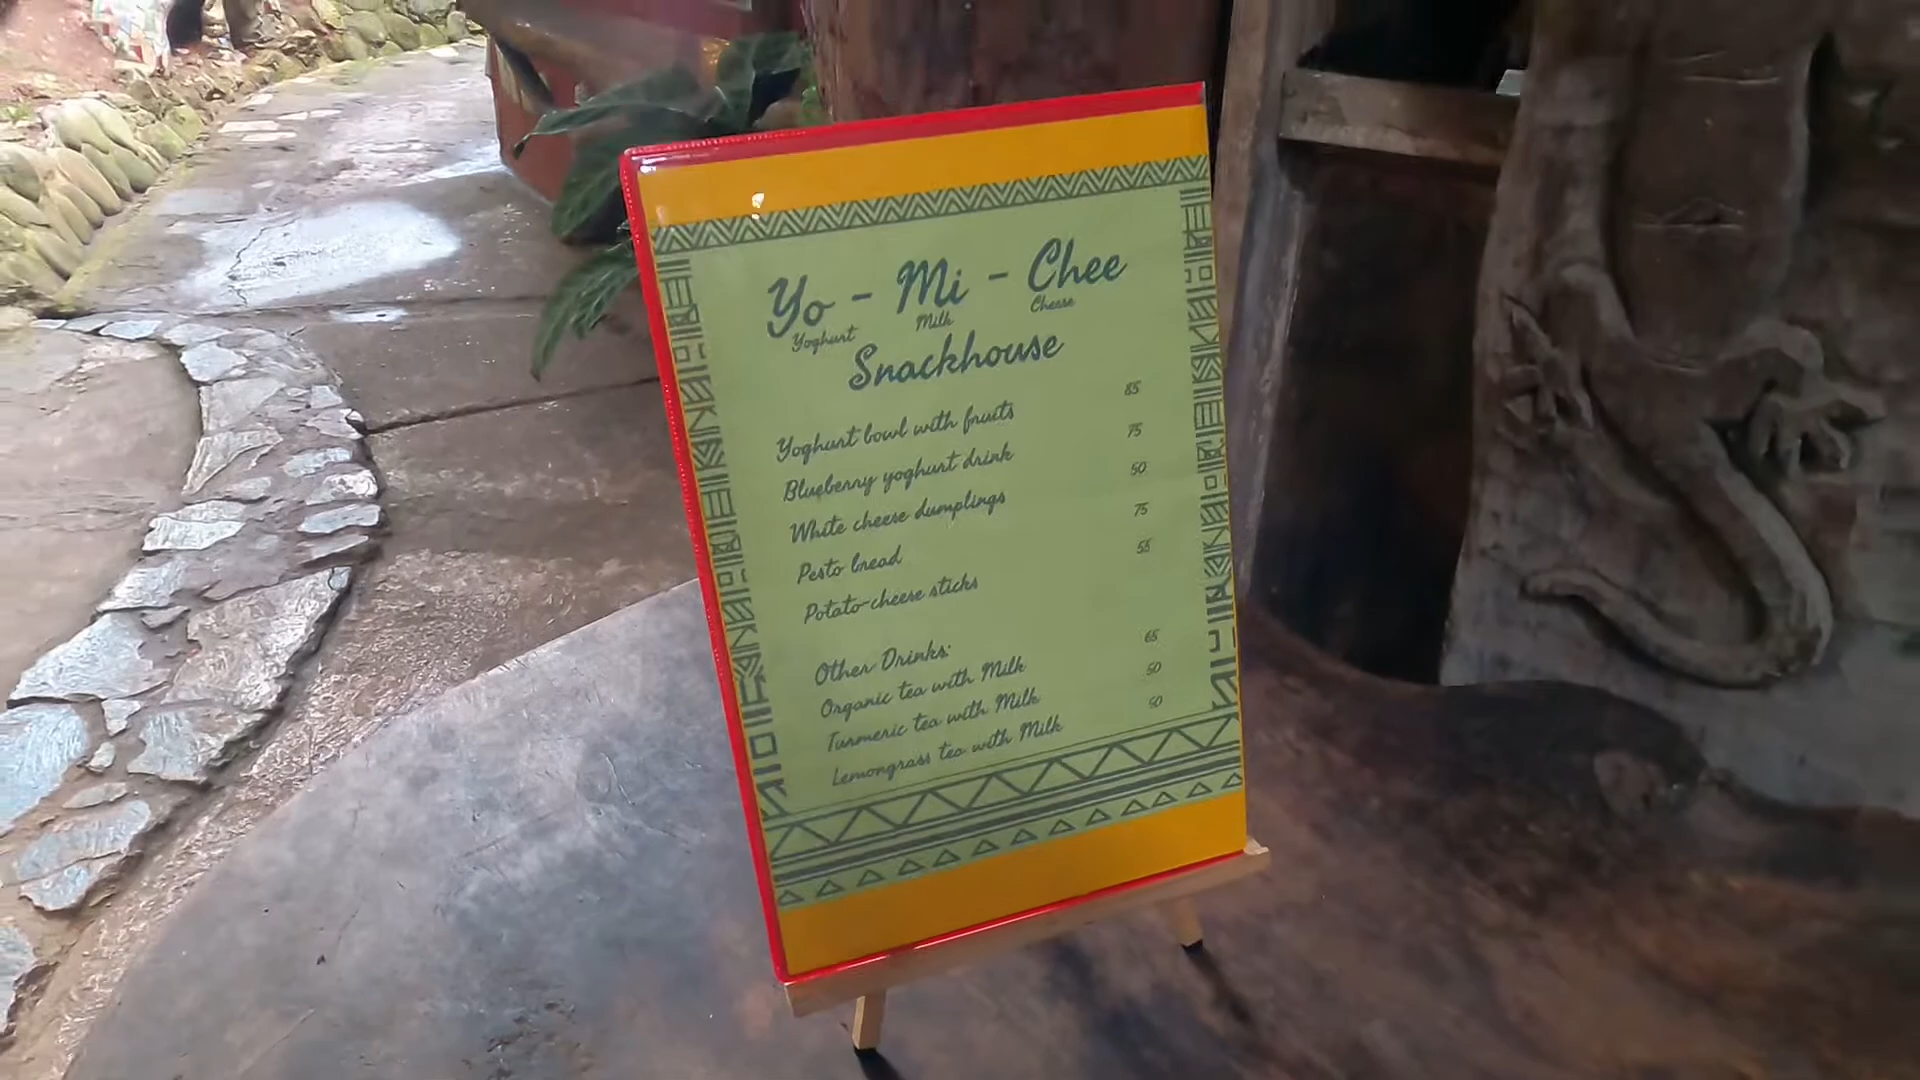 Yo - Mi - Chee
Yoghurt Milk Cheese
Snackhouse
Yoghurt bowl with fruits 85
Blueberry yoghurt drink 75
White cheese dumplings 50
Pesto bread 75
Potato-cheese sticks 55
Other Drinks:
Organic tea with Milk 65
Turmeric tea with Milk 50
Lemongrass tea with Milk 50